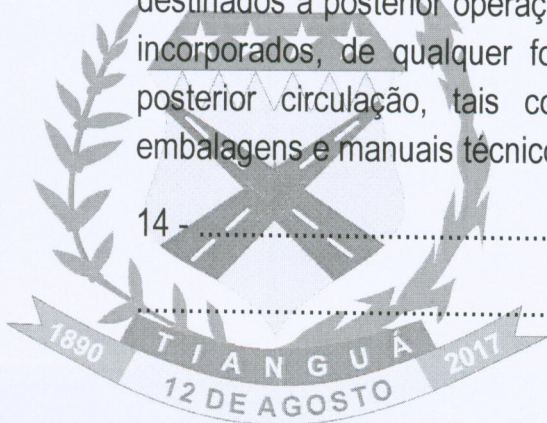 destinados a posterior operaç
incorporados, de qualquer fo
posterior circulação, tais co
embalagens e manuais técnico
14 - ........................................
........................................
1890 TIANGUÁ 2017
12 DE AGOSTO